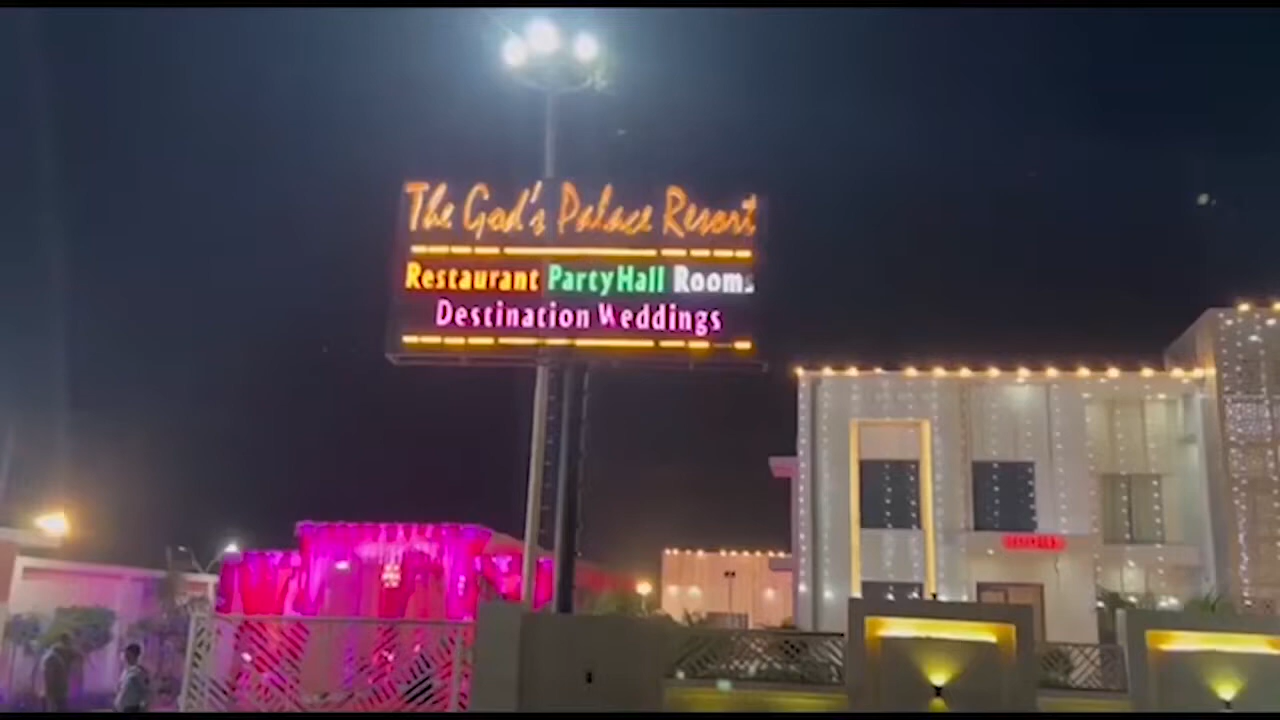 The God's Palace Resort
Restaurant PartyHall Rooms
Destination Weddings